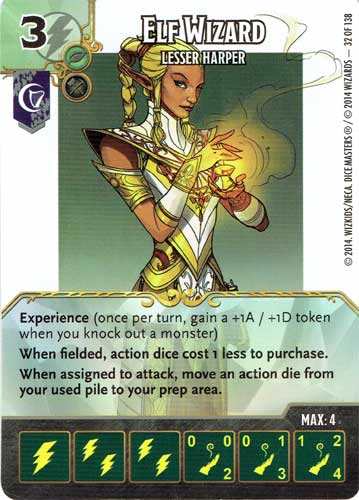 3
ELF WIZARD
LESSER HARPER
© 2014 WIZKIDS/NECA. DICE MASTERS® / © 2014 WIZARDS — 32 OF 138
Experience (once per turn, gain a +1A / +1D token
when you knock out a monster)
When fielded, action dice cost 1 less to purchase.
When assigned to attack, move an action die from
your used pile to your prep area.
MAX: 4
0 0 2
0 1 3
1 2 4